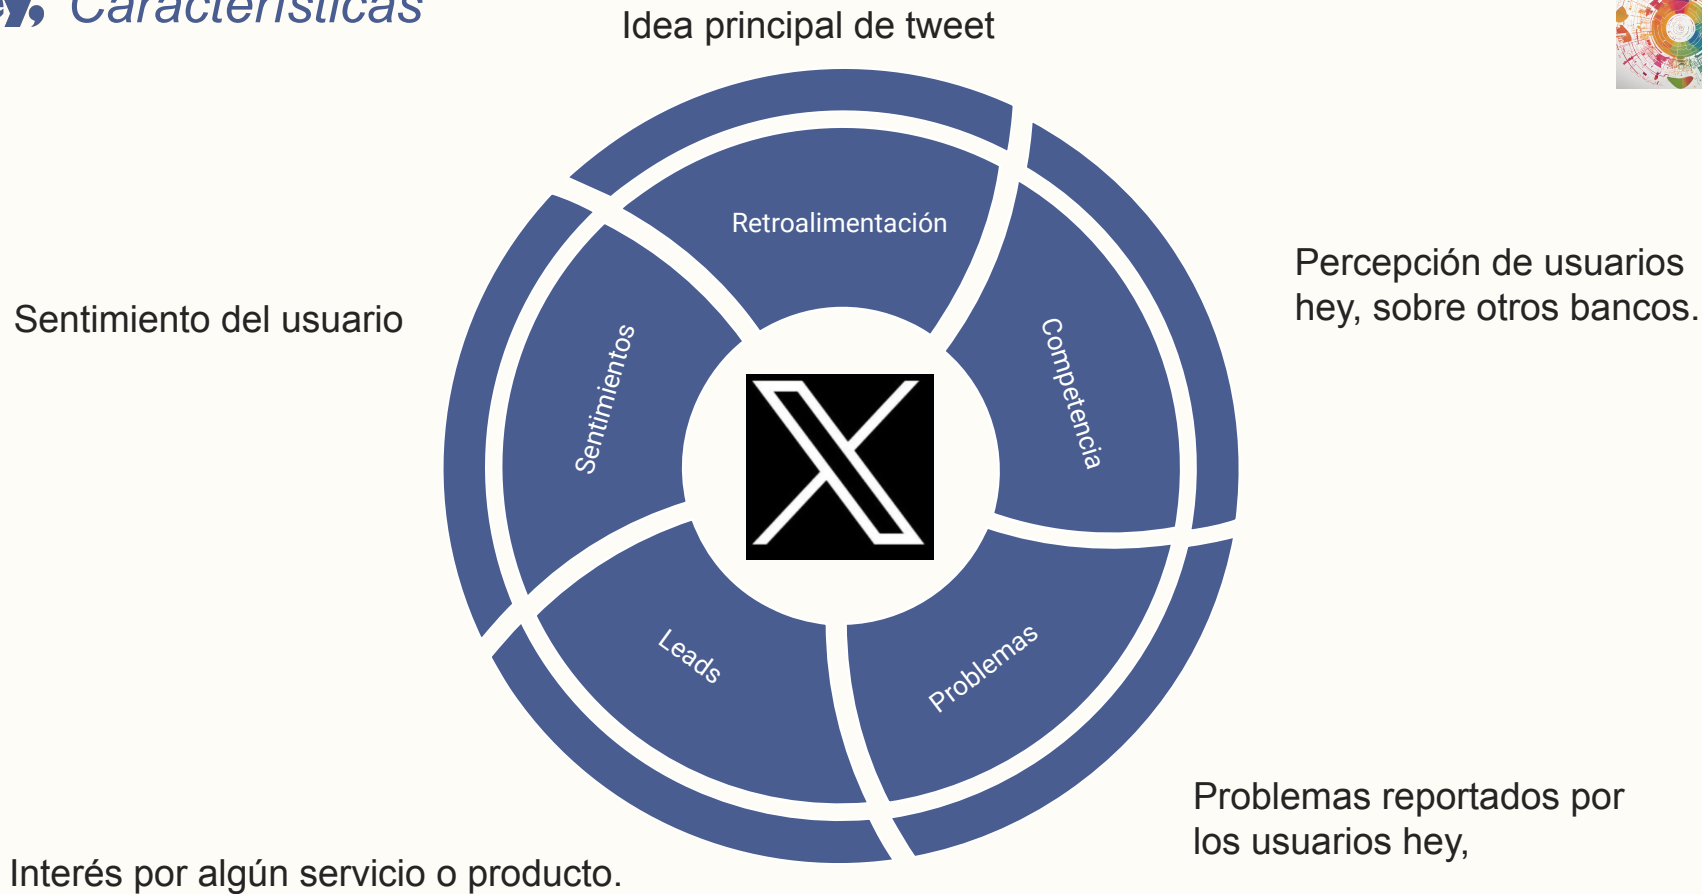 Características
Idea principal de tweet
Retroalimentación
Percepción de usuarios
hey, sobre otros bancos.
Sentimiento del usuario
Sentimientos
Competencia
Leads
Problemas
Problemas reportados por
los usuarios hey,
Interés por algún servicio o producto.